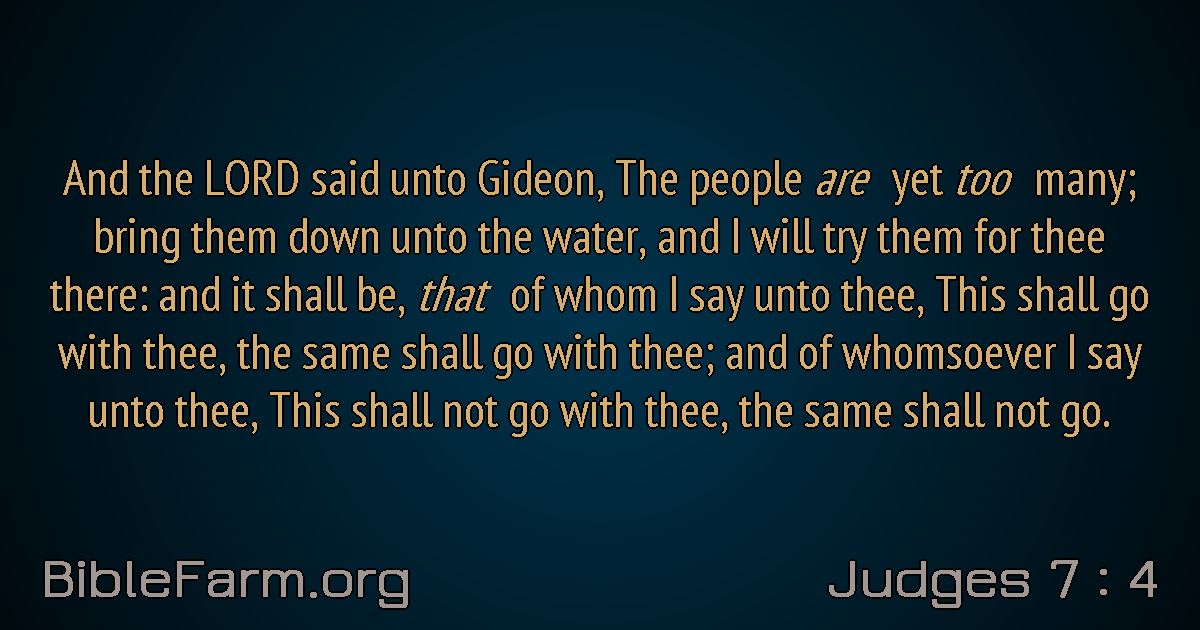 And the LORD said unto Gideon, The people are yet too many;
bring them down unto the water, and I will try them for thee
there: and it shall be, that of whom I say unto thee, This shall go
with thee, the same shall go with thee; and of whomsoever I say
unto thee, This shall not go with thee, the same shall not go.
BibleFarm.org
Judges 7 : 4